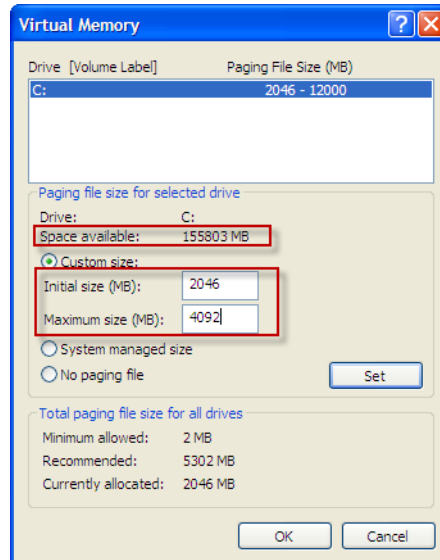 Virtual Memory
Drive [Volume Label] Paging File Size (MB)
C: 2046 - 12000
Paging file size for selected drive
Drive: C:
Space available: 155803 MB
Custom size:
Initial size (MB): 2046
Maximum size (MB): 4092
System managed size
No paging file Set
Total paging file size for all drives
Minimum allowed: 2 MB
Recommended: 5302 MB
Currently allocated: 2046 MB
OK Cancel